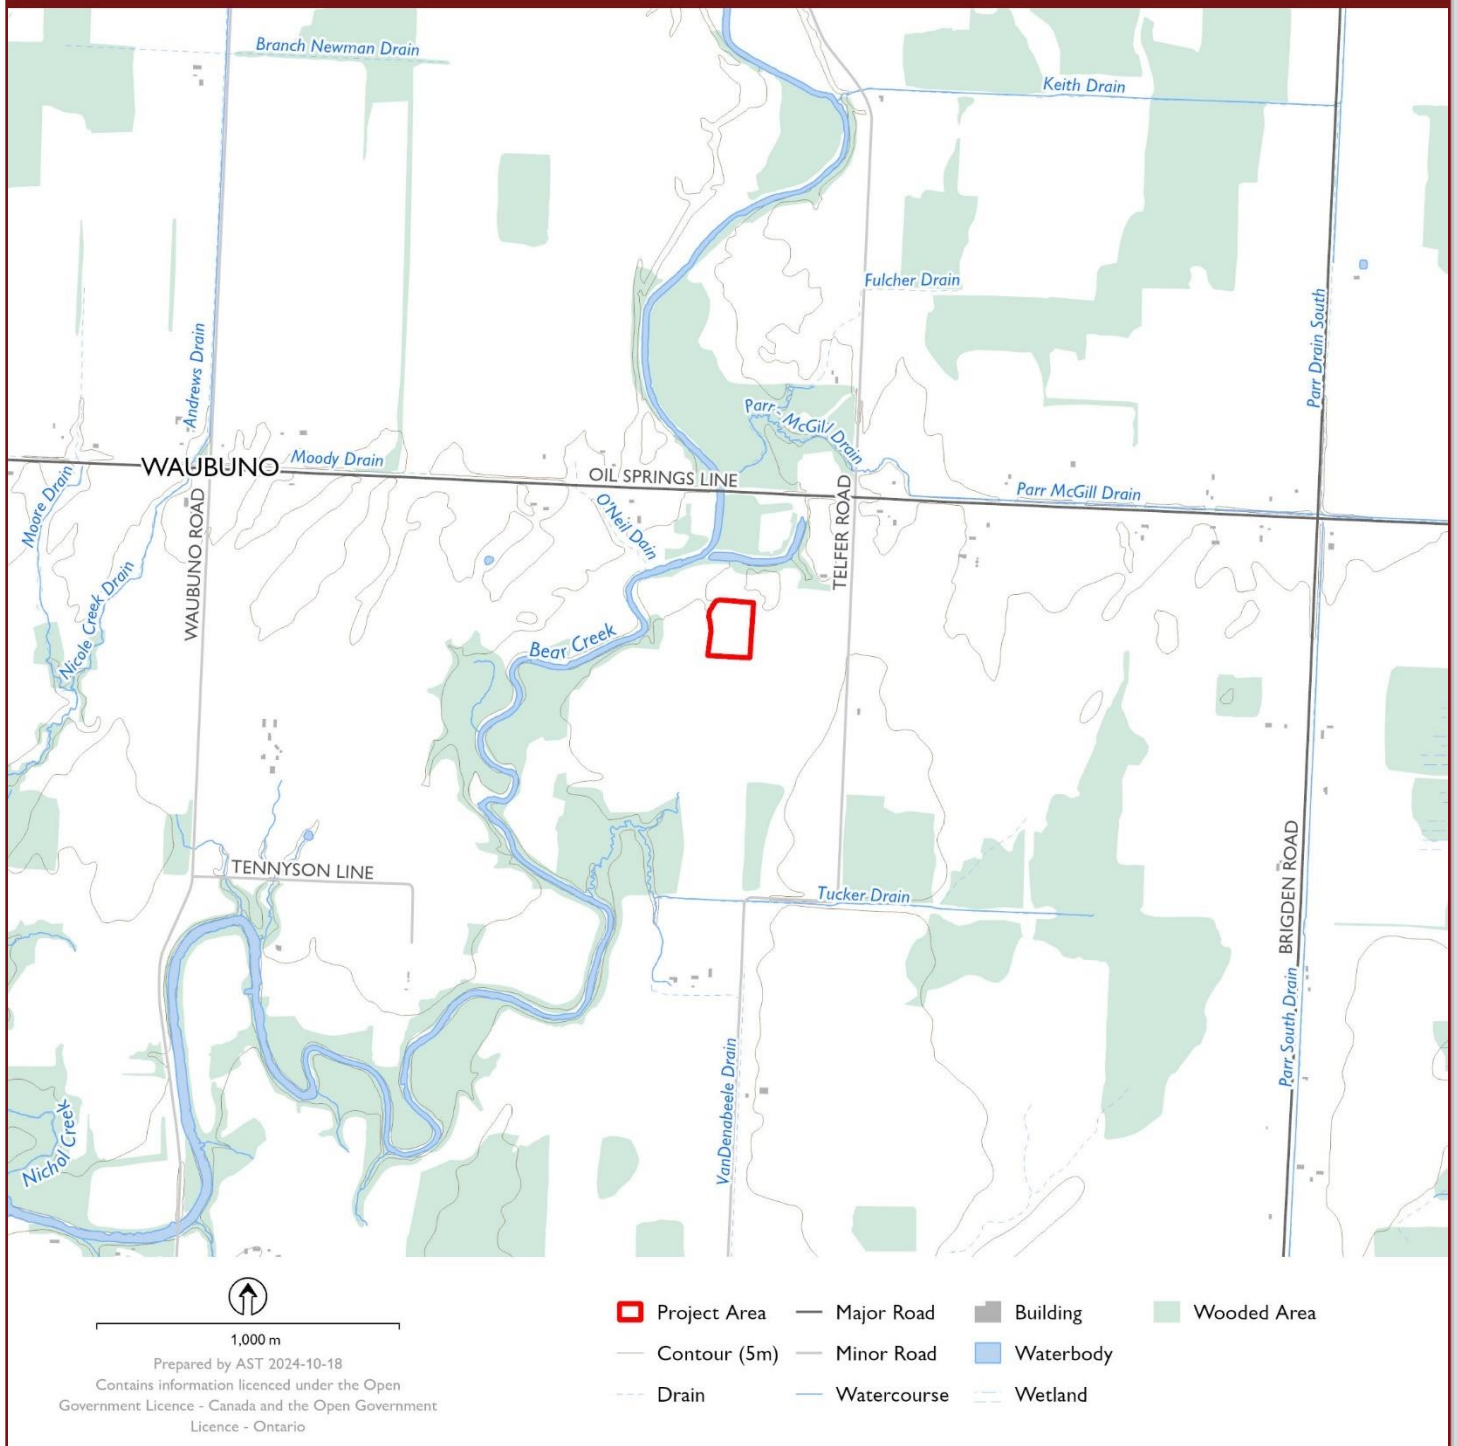 Branch Newman Drain
Keith Drain
Fulcher Drain
Parr Drain South
Andrews Drain
Parr - McGill Drain
WAUBUNO
Moody Drain
OIL SPRINGS LINE
Parr McGill Drain
Moore Drain
O'Neil Dain
TELFER ROAD
WAUBUNO ROAD
Nicole Creek Drain
Bear Creek
TENNYSON LINE
Tucker Drain
BRIGDEN ROAD
Parr South Drain
VanDenabeele Drain
Nichol Creek
1,000 m
Prepared by AST 2024-10-18
Contains information licenced under the Open
Government Licence - Canada and the Open Government
Licence - Ontario
Project Area
Major Road
Building
Wooded Area
Contour (5m)
Minor Road
Waterbody
Drain
Watercourse
Wetland